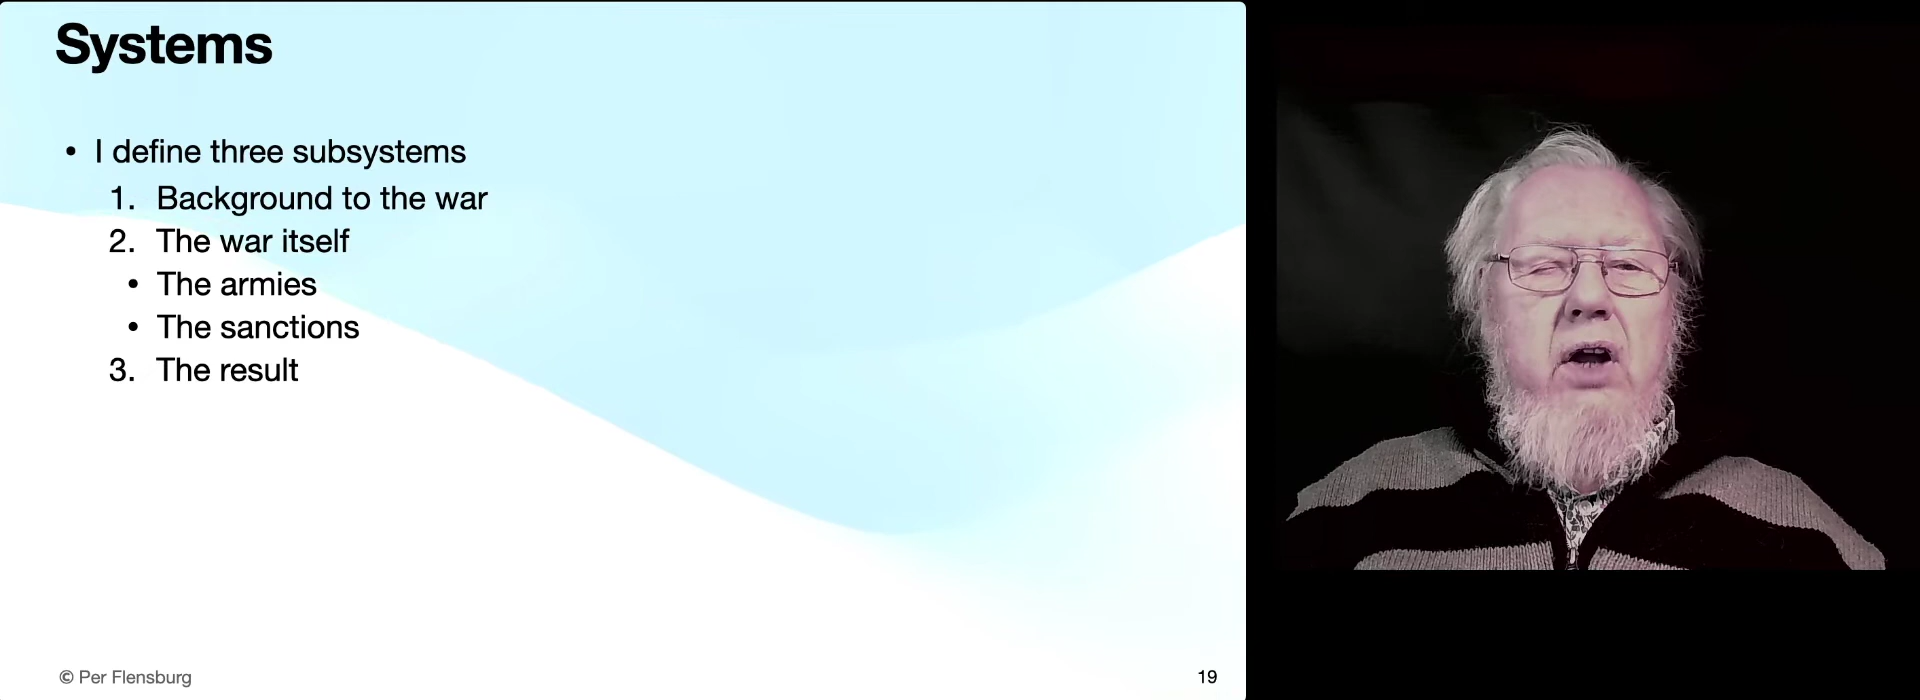 Systems
• I define three subsystems
1. Background to the war
2. The war itself
• The armies
• The sanctions
3. The result
© Per Flensburg
19